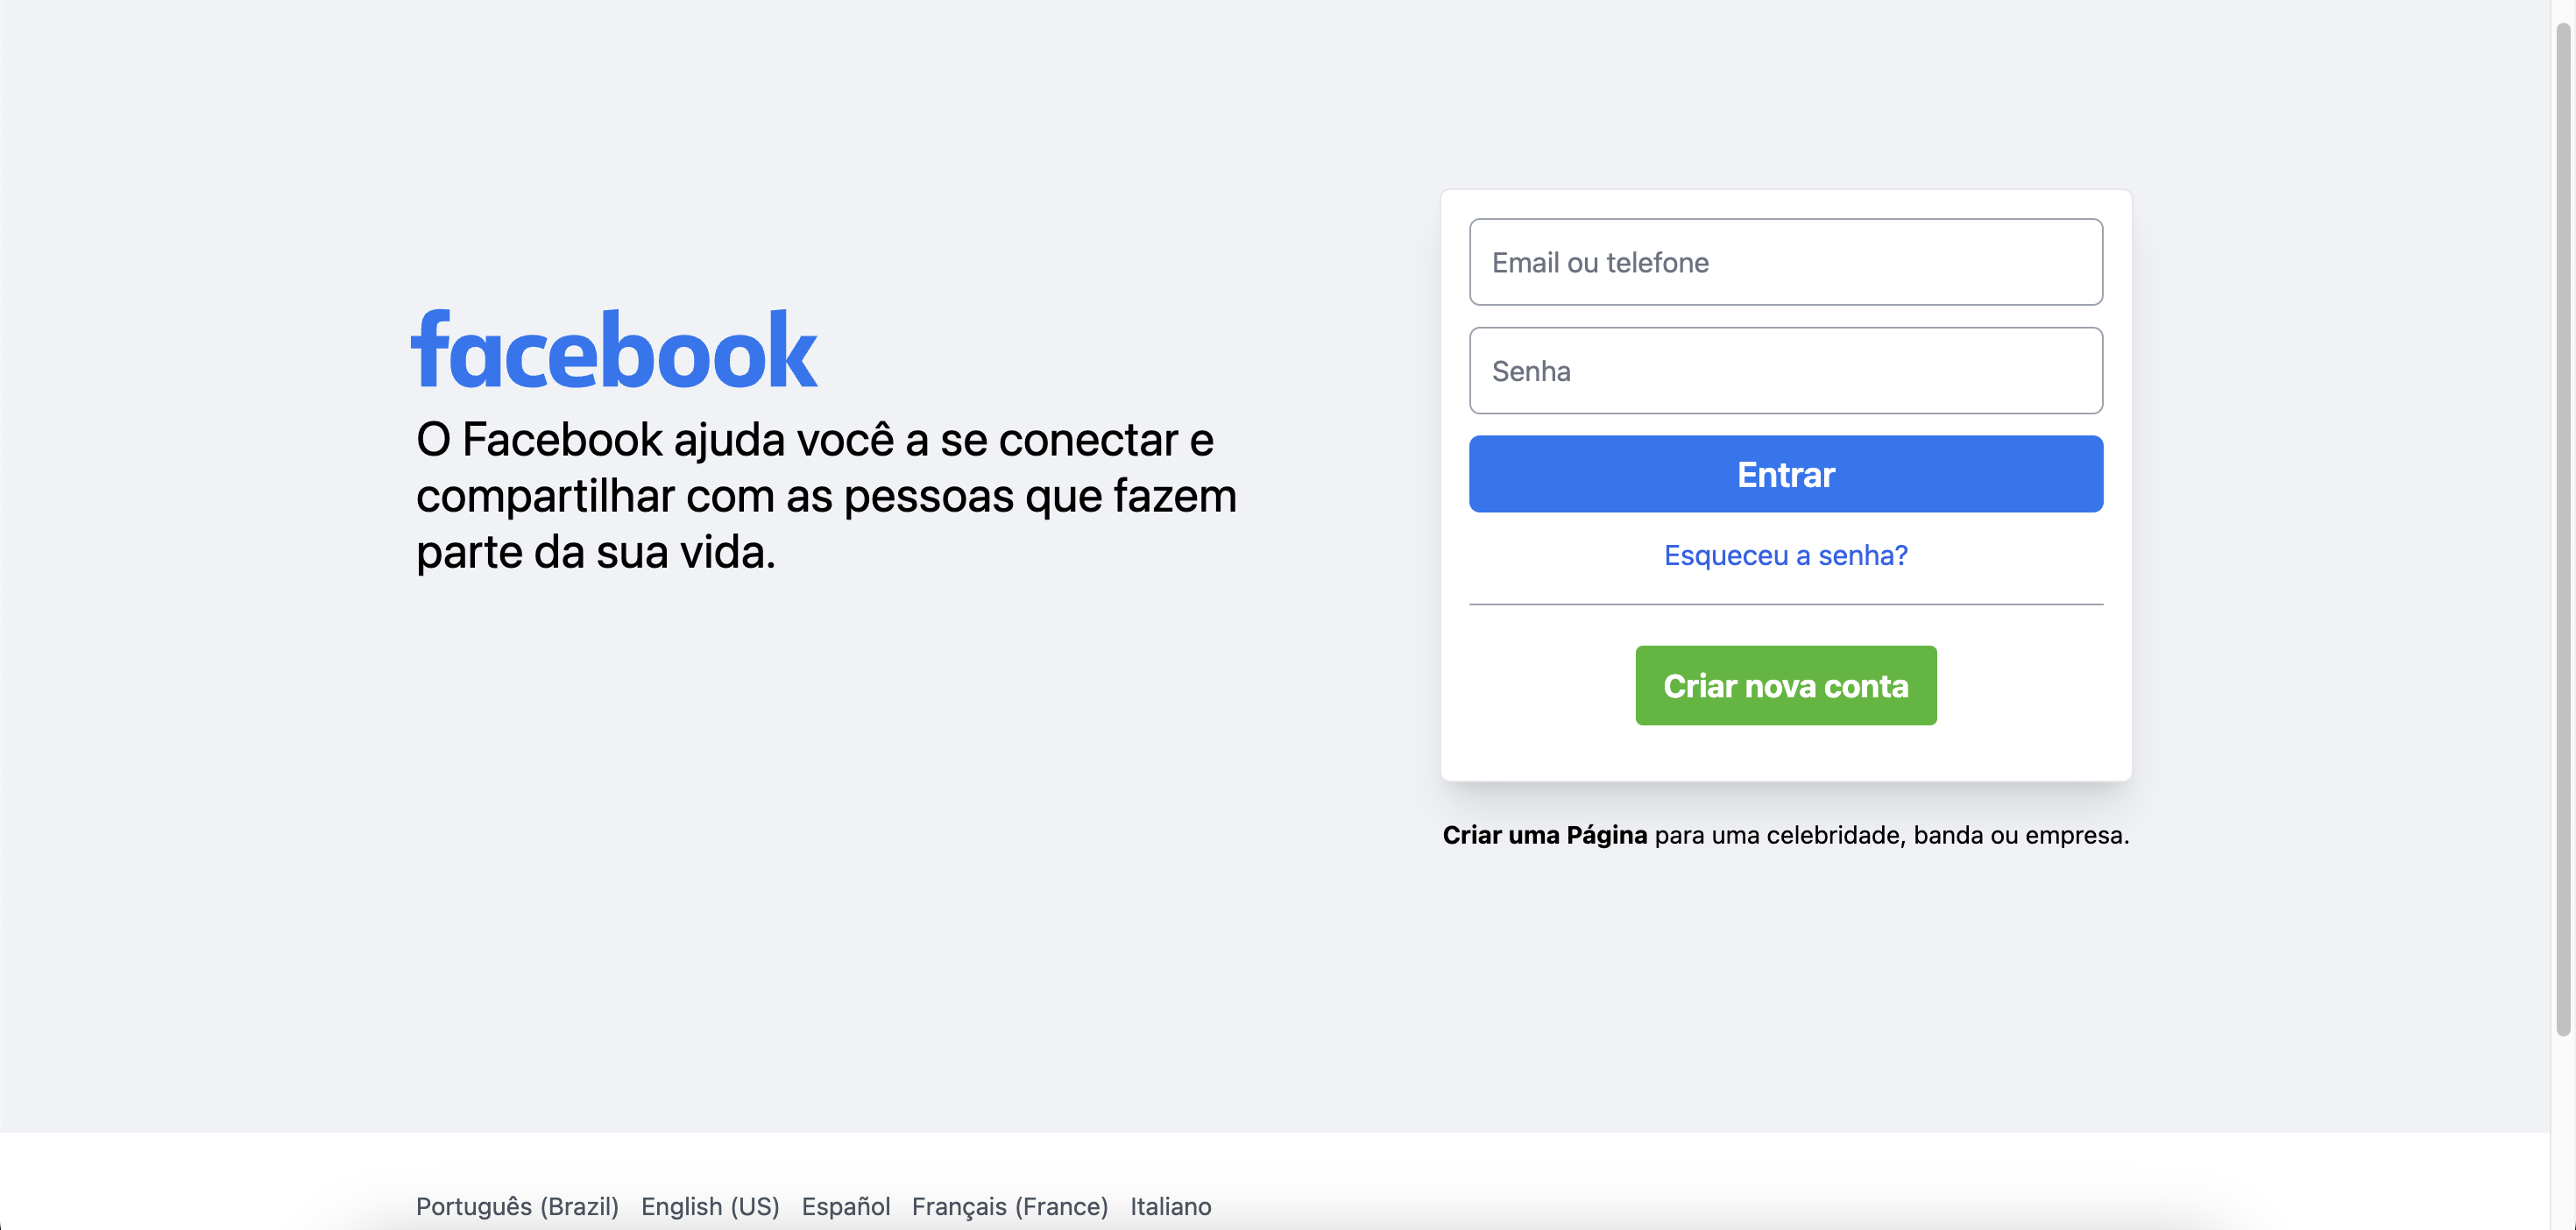 facebook
O Facebook ajuda você a se conectar e
compartilhar com as pessoas que fazem
parte da sua vida.
Email ou telefone
Senha
Entrar
Esqueceu a senha?
Criar nova conta
Criar uma Página para uma celebridade, banda ou empresa.
Português (Brazil) English (US) Español Français (France) Italiano